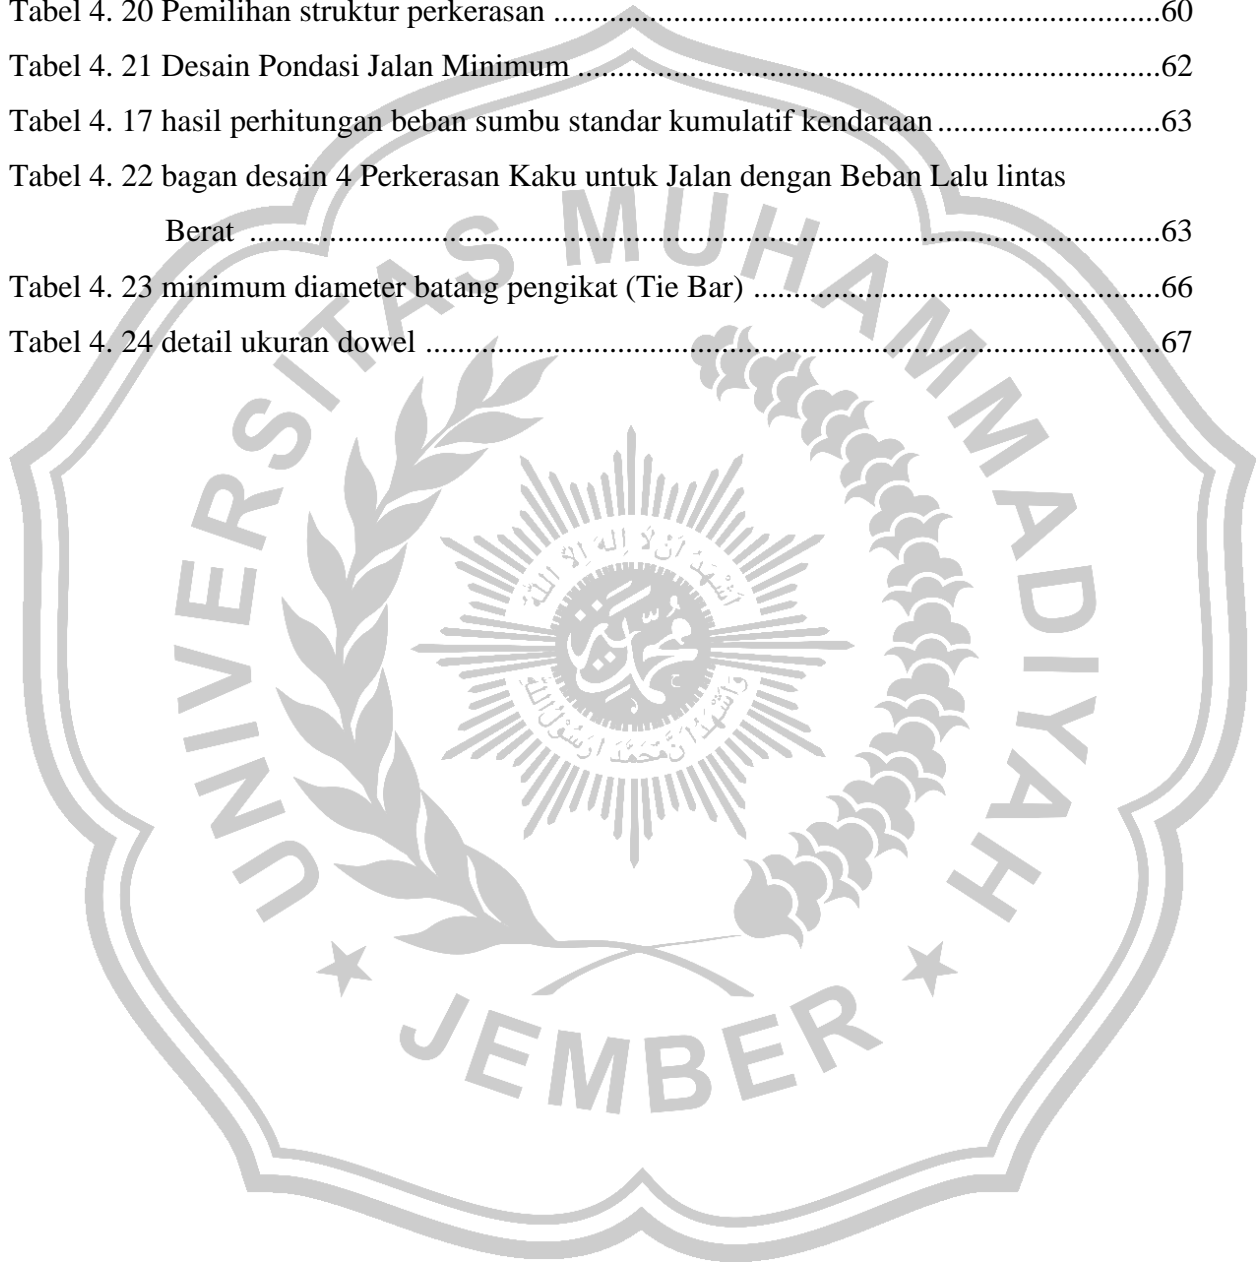 Tabel 4. 20 Pemilihan struktur perkerasan ............................................................................60
Tabel 4. 21 Desain Pondasi Jalan Minimum .........................................................................62
Tabel 4. 17 hasil perhitungan beban sumbu standar kumulatif kendaraan ...............................63
Tabel 4. 22 bagan desain 4 Perkerasan Kaku untuk Jalan dengan Beban Lalu lintas
Berat ..................................................................................................................63
Tabel 4. 23 minimum diameter batang pengikat (Tie Bar) ...................................................66
Tabel 4. 24 detail ukuran dowel ............................................................................................67
UNIVERSITAS MUHAMMADIYAH
JEMBER